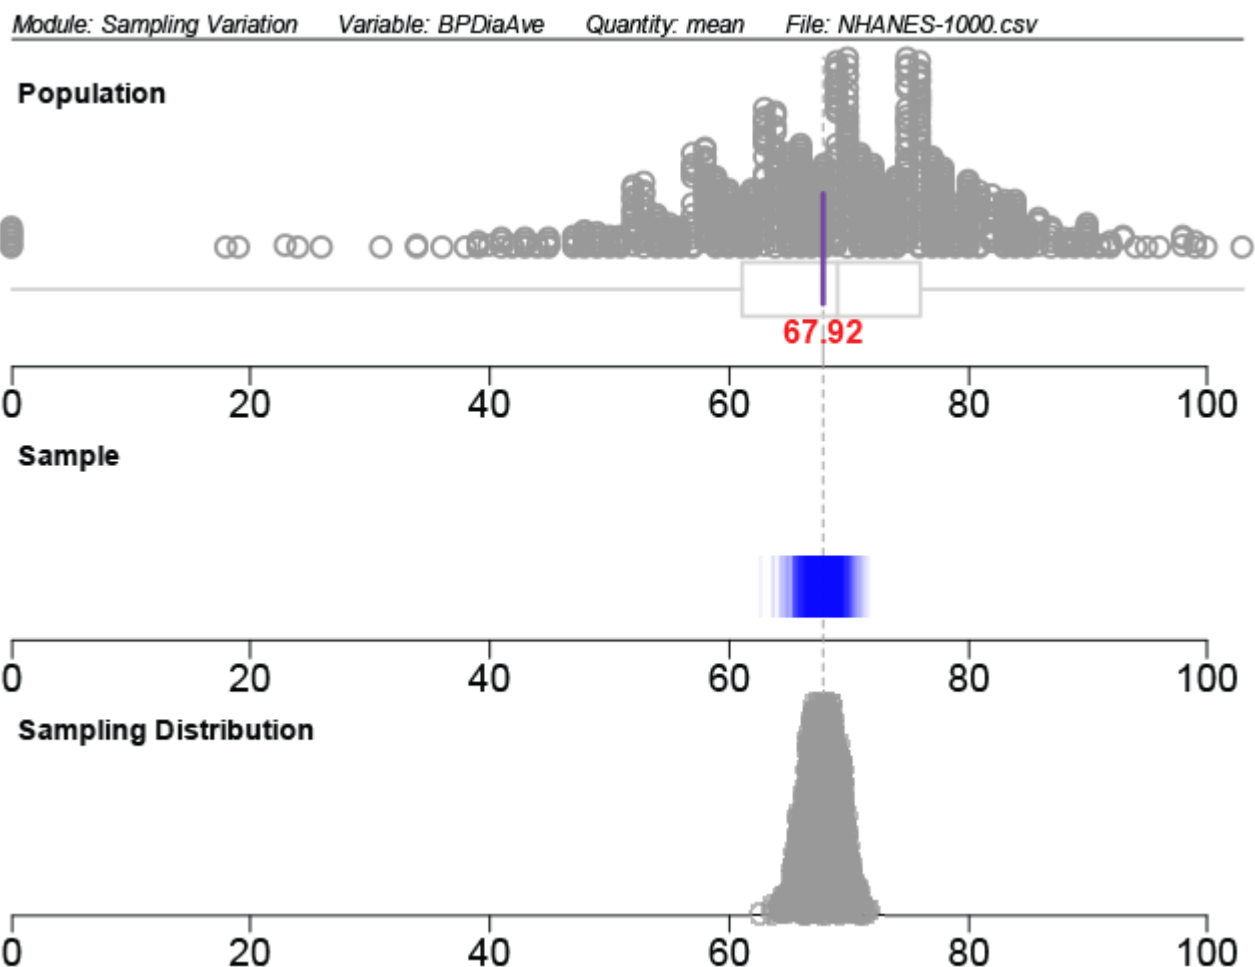 Module: Sampling Variation Variable: BPDiaAve Quantity: mean File: NHANES-1000.csv
Population
67.92
0 20 40 60 80 100
Sample
0 20 40 60 80 100
Sampling Distribution
0 20 40 60 80 100